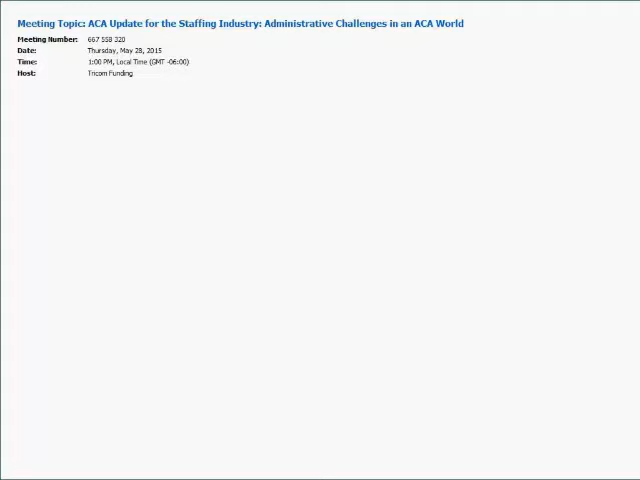 Meeting Topic: ACA Update for the Staffing Industry: Administrative Challenges in an ACA World
Meeting Number: 667 558 320
Date: Thursday, May 28, 2015
Time: 1:00 PM, Local Time (GMT -06:00)
Host: Tricom Funding